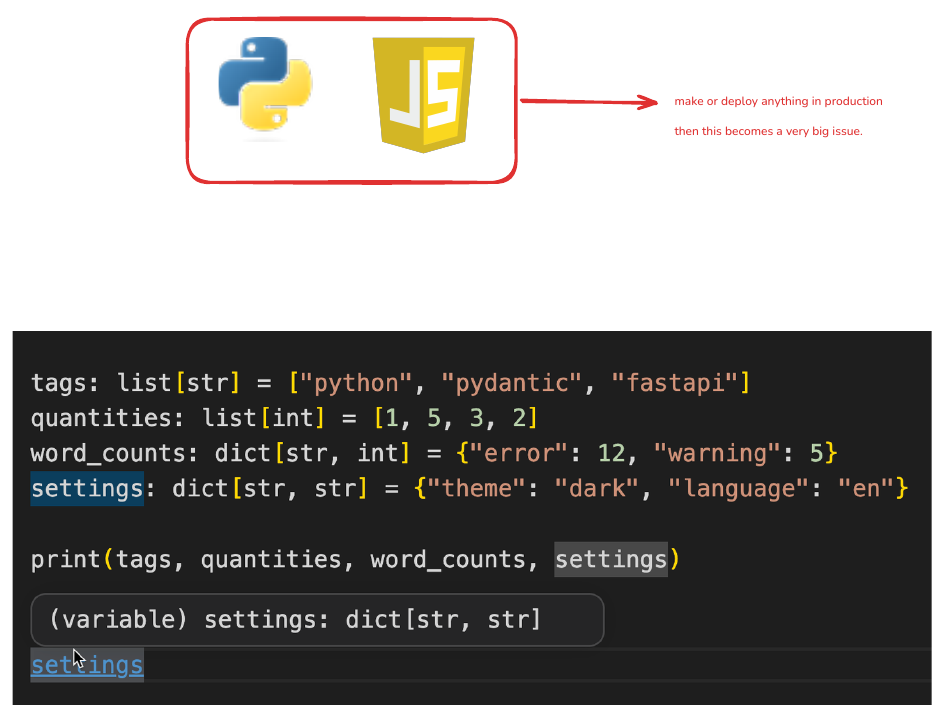 JS
make or deploy anything in production
then this becomes a very big issue.
tags: list[str] = ["python", "pydantic", "fastapi"]
quantities: list[int] = [1, 5, 3, 2]
word_counts: dict[str, int] = {"error": 12, "warning": 5}
settings: dict[str, str] = {"theme": "dark", "language": "en"}
print(tags, quantities, word_counts, settings)
(variable) settings: dict[str, str]
settings